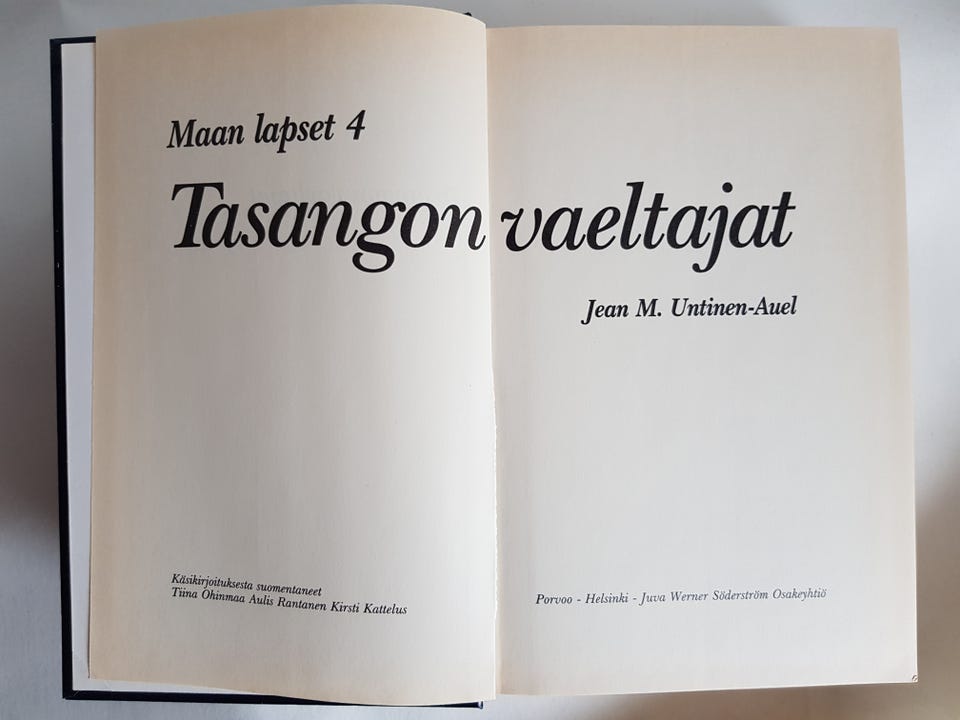 Maan lapset 4
Tasangon vaeltajat
Jean M. Untinen-Auel
Käsikirjoituksesta suomentaneet
Tiina Ohinmaa Aulis Rantanen Kirsti Kattelus
Porvoo - Helsinki - Juva Werner Söderström Osakeyhtiö